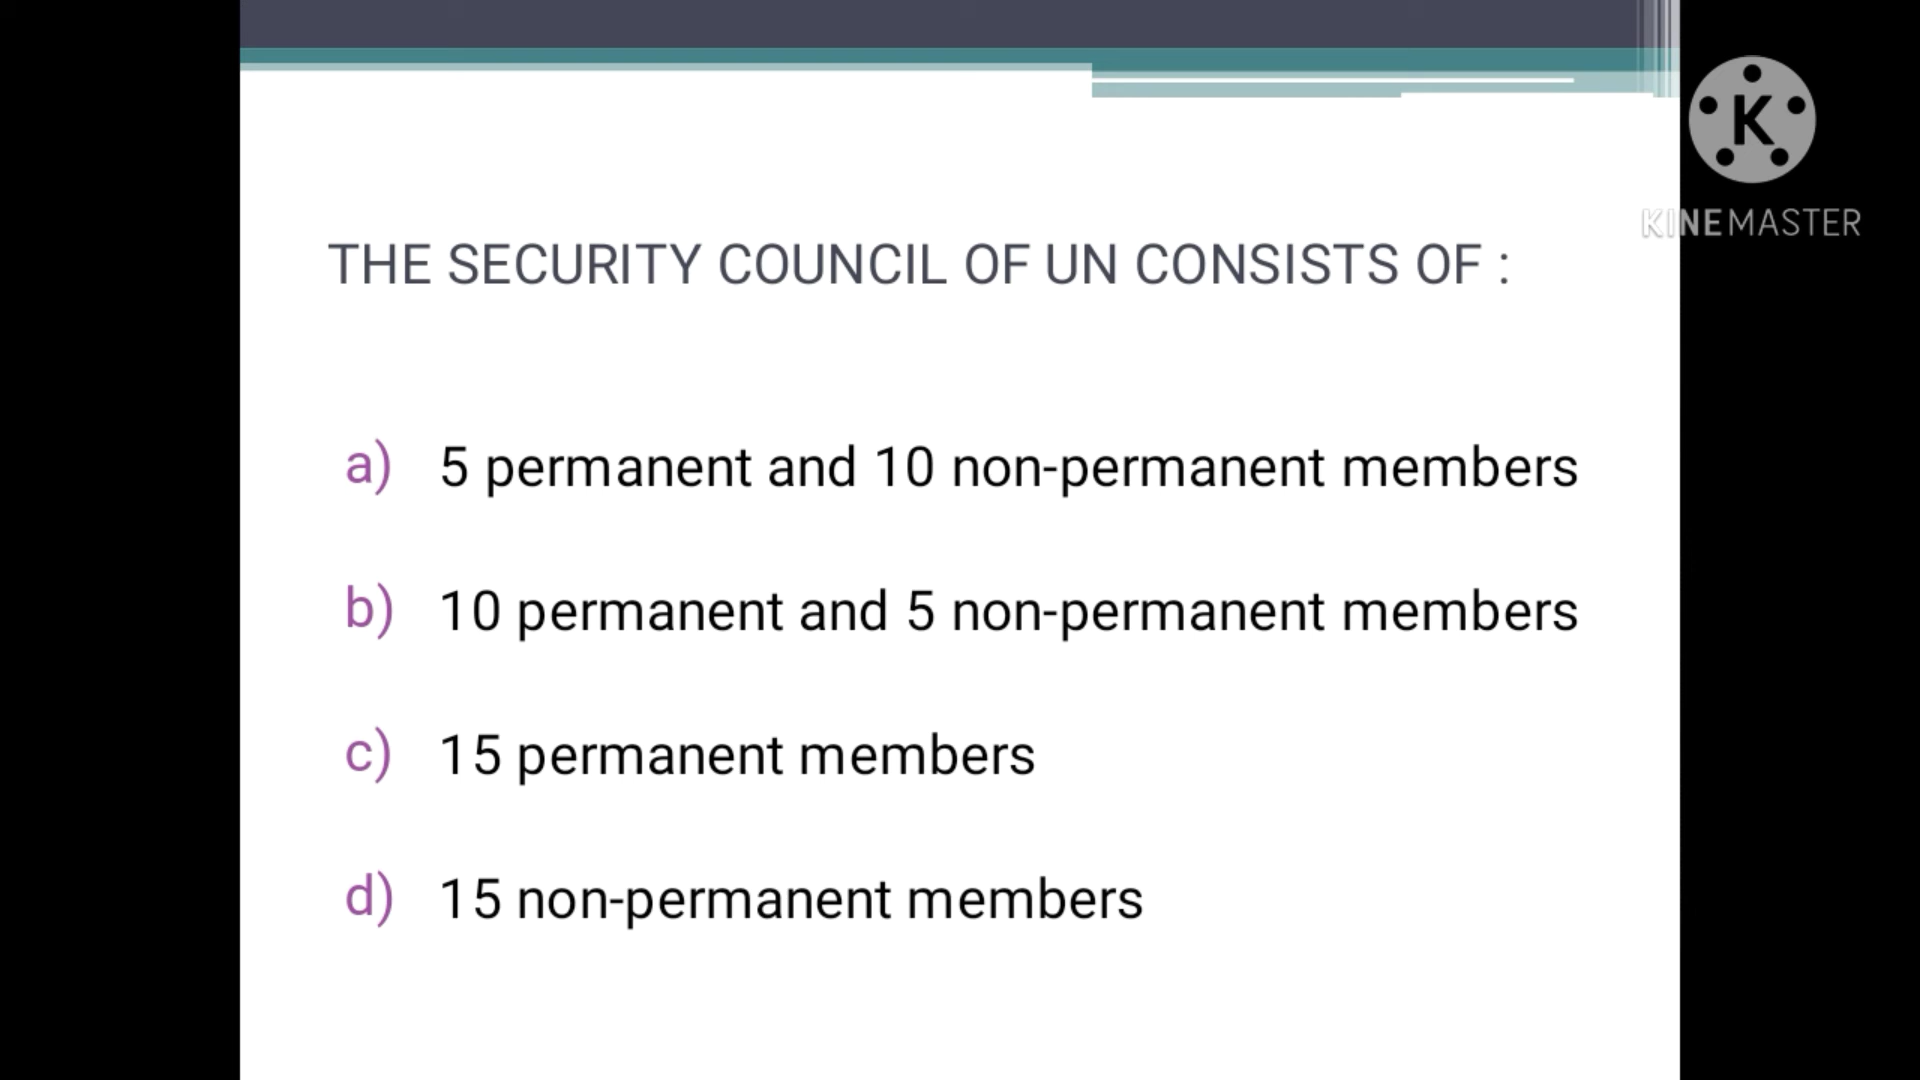 K
KINEMASTER
THE SECURITY COUNCIL OF UN CONSISTS OF :
a) 5 permanent and 10 non-permanent members
b) 10 permanent and 5 non-permanent members
c) 15 permanent members
d) 15 non-permanent members